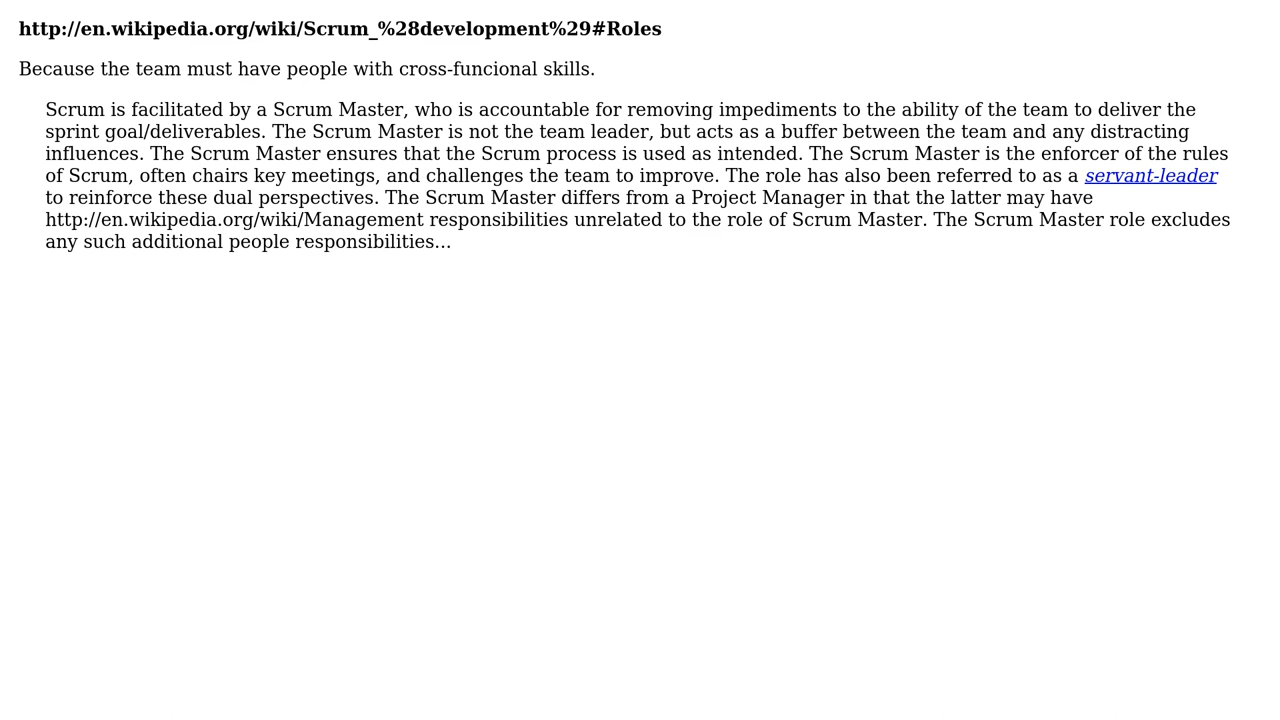 http://en.wikipedia.org/wiki/Scrum_%28development%29#Roles
Because the team must have people with cross-funcional skills.
Scrum is facilitated by a Scrum Master, who is accountable for removing impediments to the ability of the team to deliver the
sprint goal/deliverables. The Scrum Master is not the team leader, but acts as a buffer between the team and any distracting
influences. The Scrum Master ensures that the Scrum process is used as intended. The Scrum Master is the enforcer of the rules
of Scrum, often chairs key meetings, and challenges the team to improve. The role has also been referred to as a servant-leader
to reinforce these dual perspectives. The Scrum Master differs from a Project Manager in that the latter may have
http://en.wikipedia.org/wiki/Management responsibilities unrelated to the role of Scrum Master. The Scrum Master role excludes
any such additional people responsibilities...